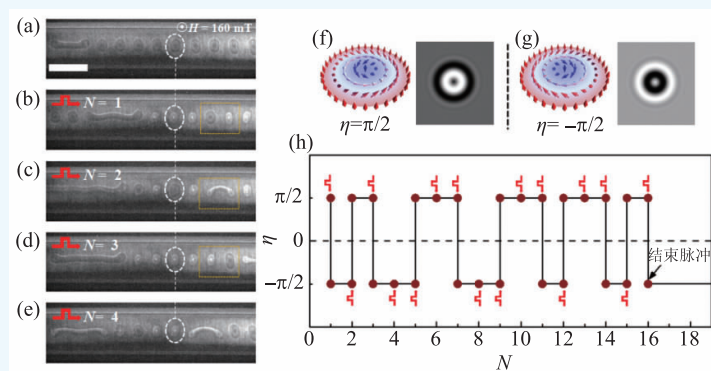 (a)
⊙H = 160 mT
(b)
N = 1
(c)
N = 2
(d)
N = 3
(e)
N = 4
(f)
η=π/2
(g)
η= −π/2
(h)
π/2
η
0
−π/2
结束脉冲
0 2 4 6 8 10 12 14 16 18
N